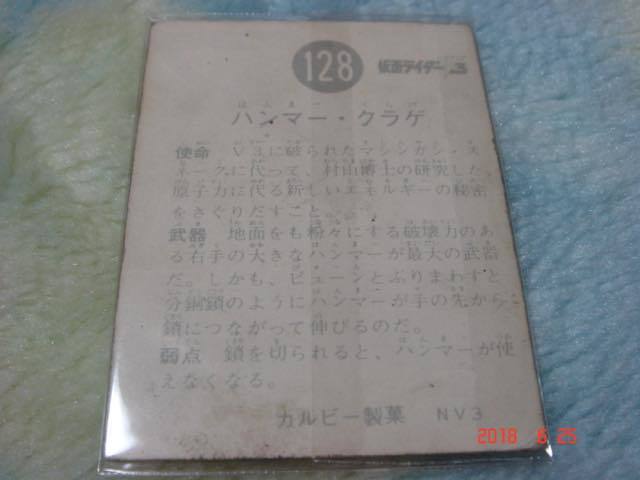 128
仮面ライダーV3
はんまー・くらげ
ハンマー・クラゲ
使命　V3に破られたマシンガン・ス
ネークに代って、村山博士の研究した、
原子力に代る新しいエネルギーの秘密
をさぐりだすこと。
武器　地面をも粉々にする破壊力のあ
る右手の大きなハンマーが最大の武器
だ。しかも、ビューンとふりまわすと
分銅鎖のようにハンマーが手の先から
鎖につながって伸びるのだ。
弱点　鎖を切られると、ハンマーが使
えなくなる。
カルビー製菓　NV3
2018 6 25